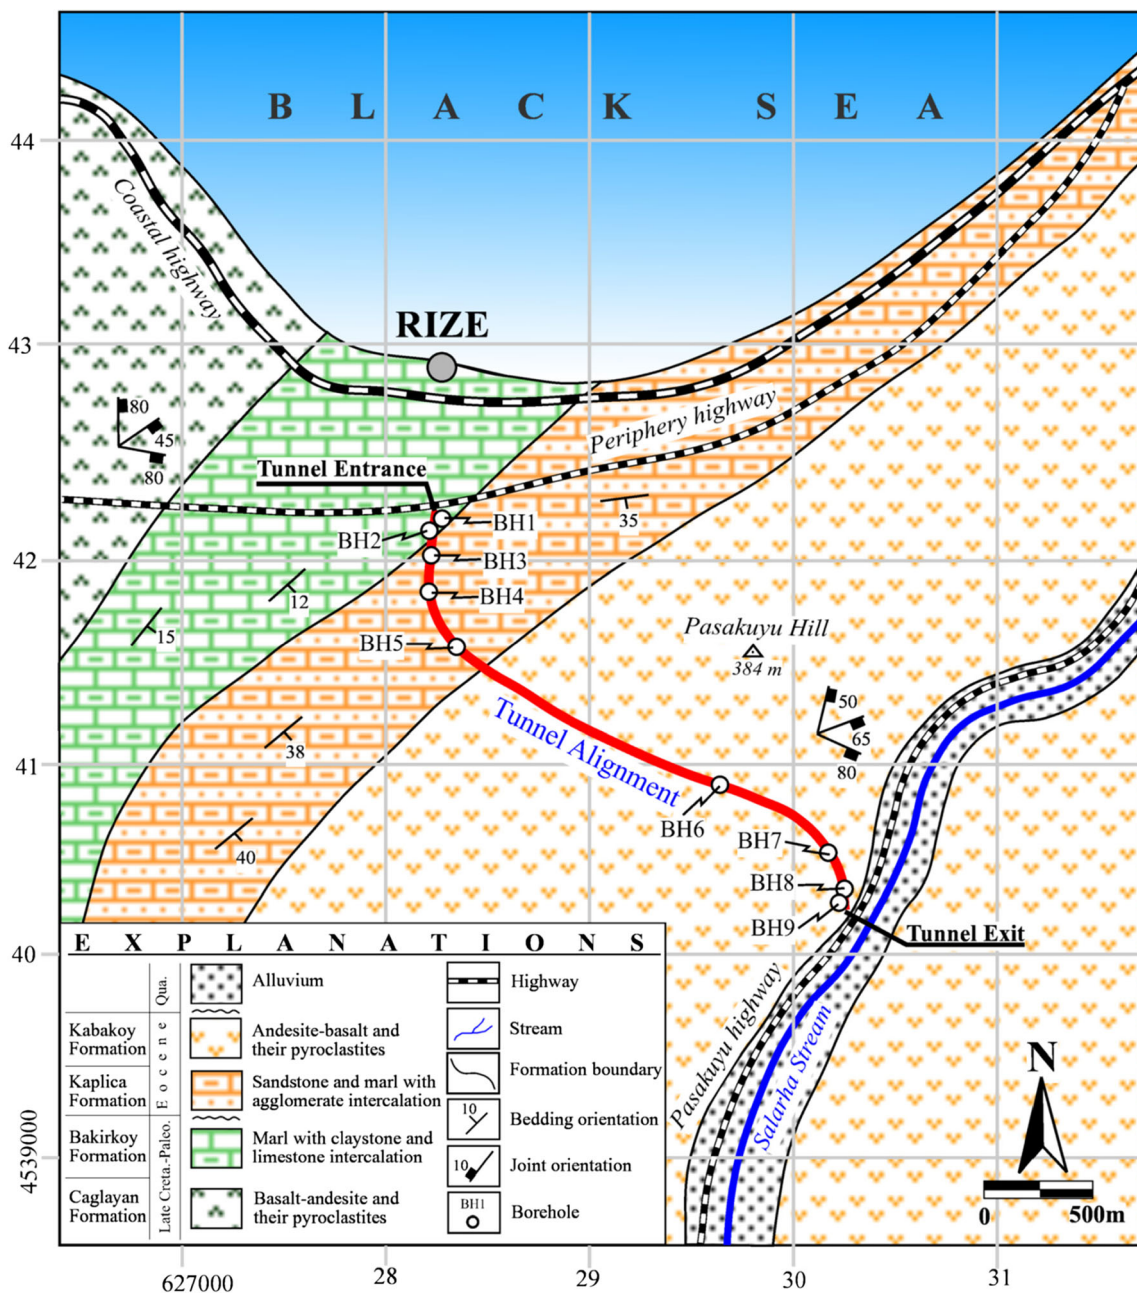 B L A C K S E A
44
Coastal highway
RIZE
43
Periphery highway
80
45
80
Tunnel Entrance
BH1
35
BH2
42
BH3
BH4
12
15
BH5
Pasakuyu Hill
384 m
Tunnel Alignment
50
65
80
38
41
BH6
40
BH7
BH8
BH9
Tunnel Exit
40
Pasakuyu highway
Salarha Stream
E X P L A N A T I O N S
Qua.
Alluvium
Highway
Kabakoy
Formation
Eocene
Andesite-basalt and
their pyroclastites
Stream
Formation boundary
Kaplica
Formation
Sandstone and marl with
agglomerate intercalation
10
Bedding orientation
Bakirkoy
Formation
Late Creta.-Paleo.
Marl with claystone and
limestone intercalation
10
Joint orientation
Caglayan
Formation
Basalt-andesite and
their pyroclastites
BH1
Borehole
N
0 500m
4539000
627000
28
29
30
31